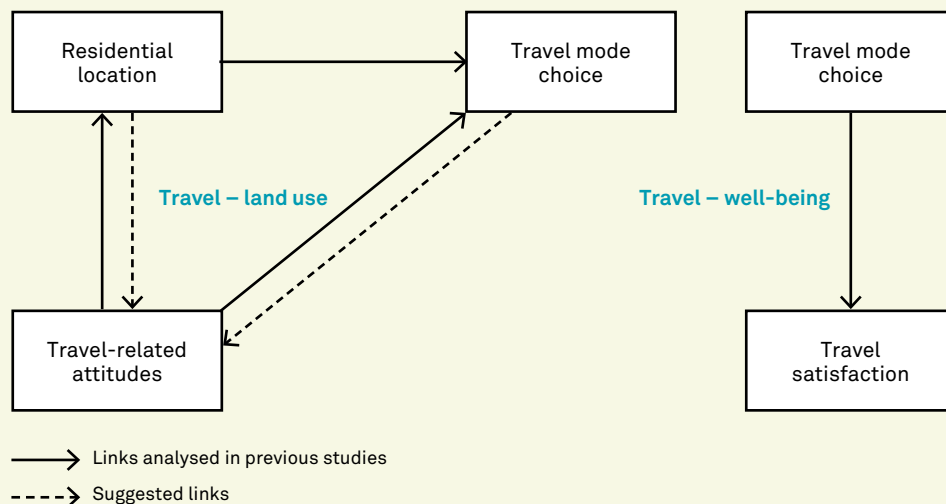 Residential
location
Travel mode
choice
Travel mode
choice
Travel – land use
Travel – well-being
Travel-related
attitudes
Travel
satisfaction
Links analysed in previous studies
Suggested links